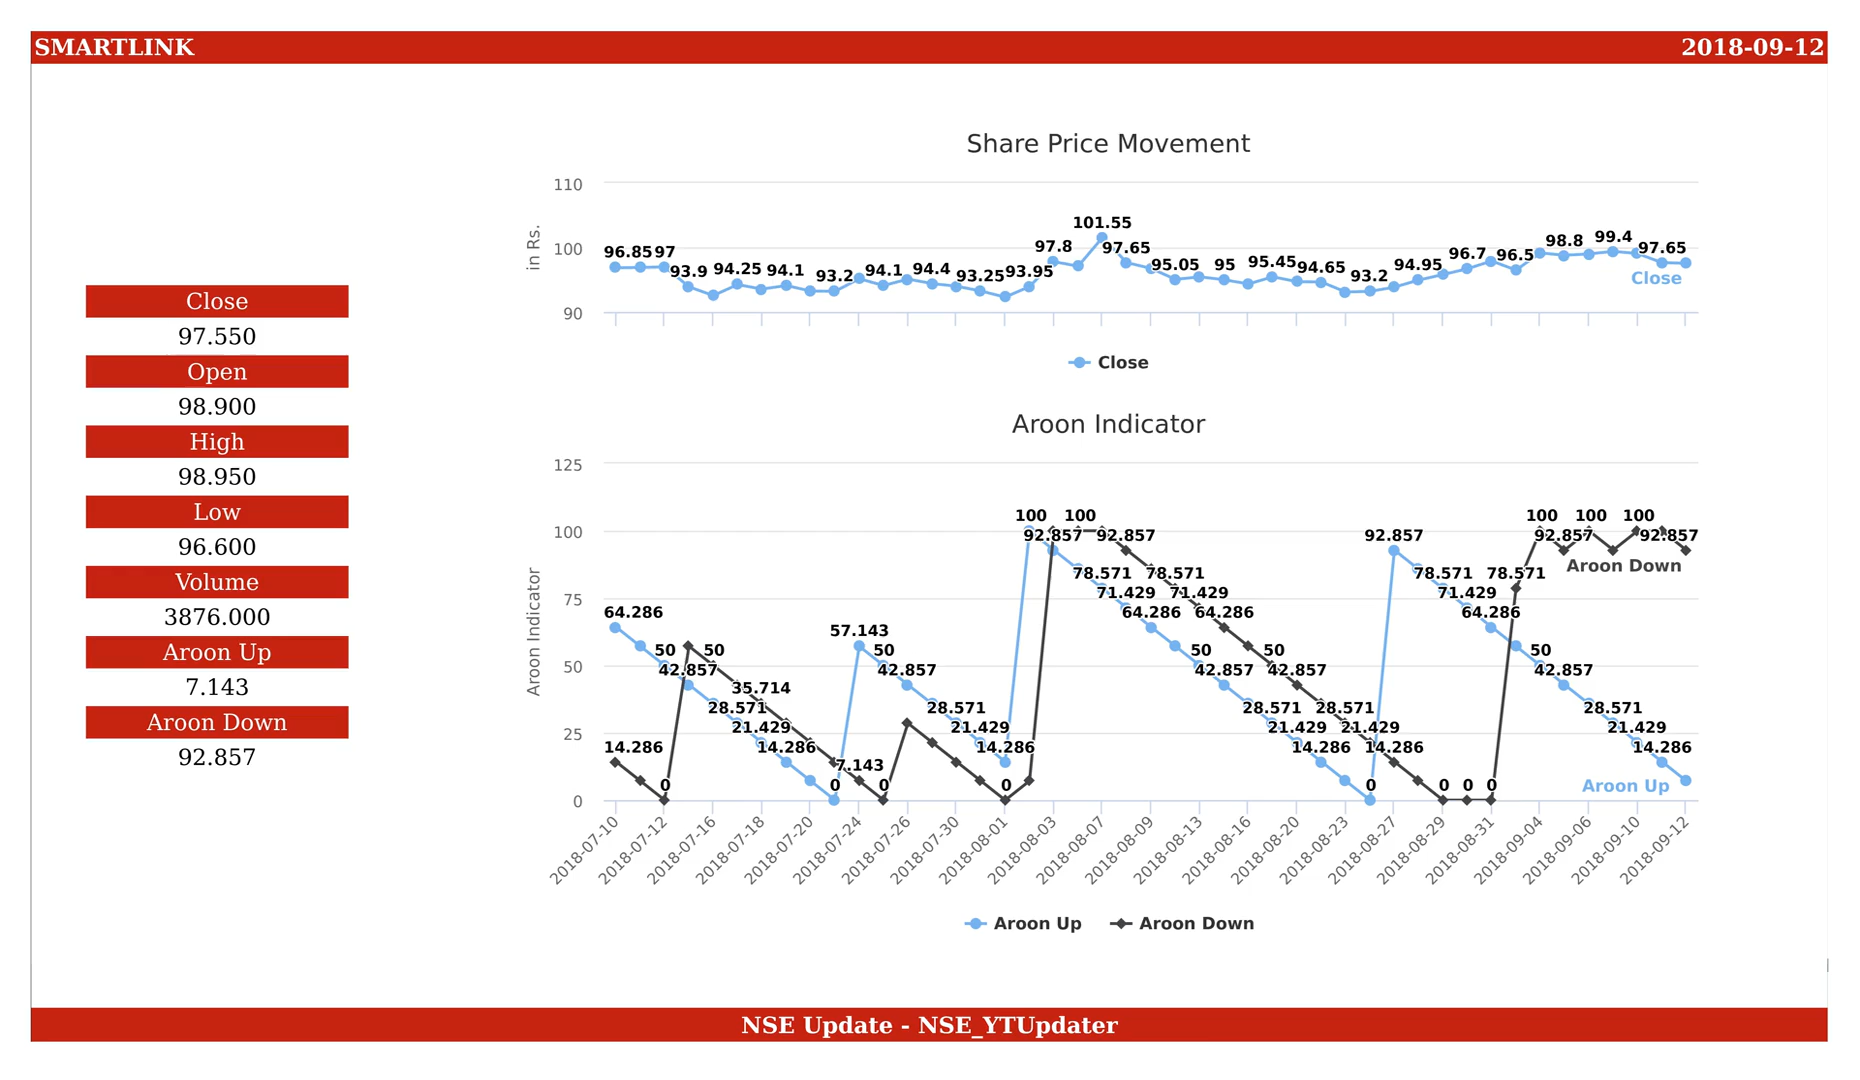 SMARTLINK
2018-09-12
Close
97.550
Open
98.900
High
98.950
Low
96.600
Volume
3876.000
Aroon Up
7.143
Aroon Down
92.857
Share Price Movement
in Rs.
110
100
90
96.85 97 93.9 94.25 94.1 93.2 94.1 94.4 93.25 93.95 97.8 101.55 97.65 95.05 95 95.45 94.65 93.2 94.95 96.7 96.5 98.8 99.4 97.65
Close
Close
Aroon Indicator
Aroon Indicator
125
100
75
50
25
0
100 100 100 100 100
92.857 92.857 92.857 92.857 92.857
Aroon Down
78.571 78.571 78.571 78.571
71.429 71.429 71.429
64.286 64.286 64.286 64.286
57.143
50 50 50 50 50 50
42.857 42.857 42.857 42.857 42.857
35.714
28.571 28.571 28.571 28.571 28.571
21.429 21.429 21.429 21.429 21.429
14.286 14.286 14.286 14.286 14.286 14.286
7.143
0 0 0 0 0 0 0 0
Aroon Up
2018-07-10 2018-07-12 2018-07-16 2018-07-18 2018-07-20 2018-07-24 2018-07-26 2018-07-30 2018-08-01 2018-08-03 2018-08-07 2018-08-09 2018-08-13 2018-08-16 2018-08-20 2018-08-23 2018-08-27 2018-08-29 2018-08-31 2018-09-04 2018-09-06 2018-09-10 2018-09-12
Aroon Up Aroon Down
NSE Update - NSE_YTUpdater